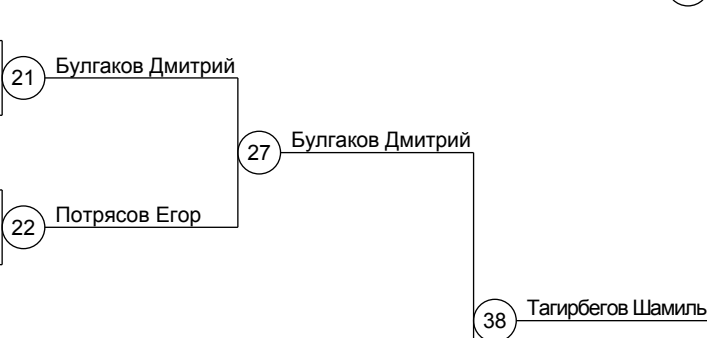 21 Булгаков Дмитрий
27 Булгаков Дмитрий
22 Потрясов Егор
38 Тагирбегов Шамиль